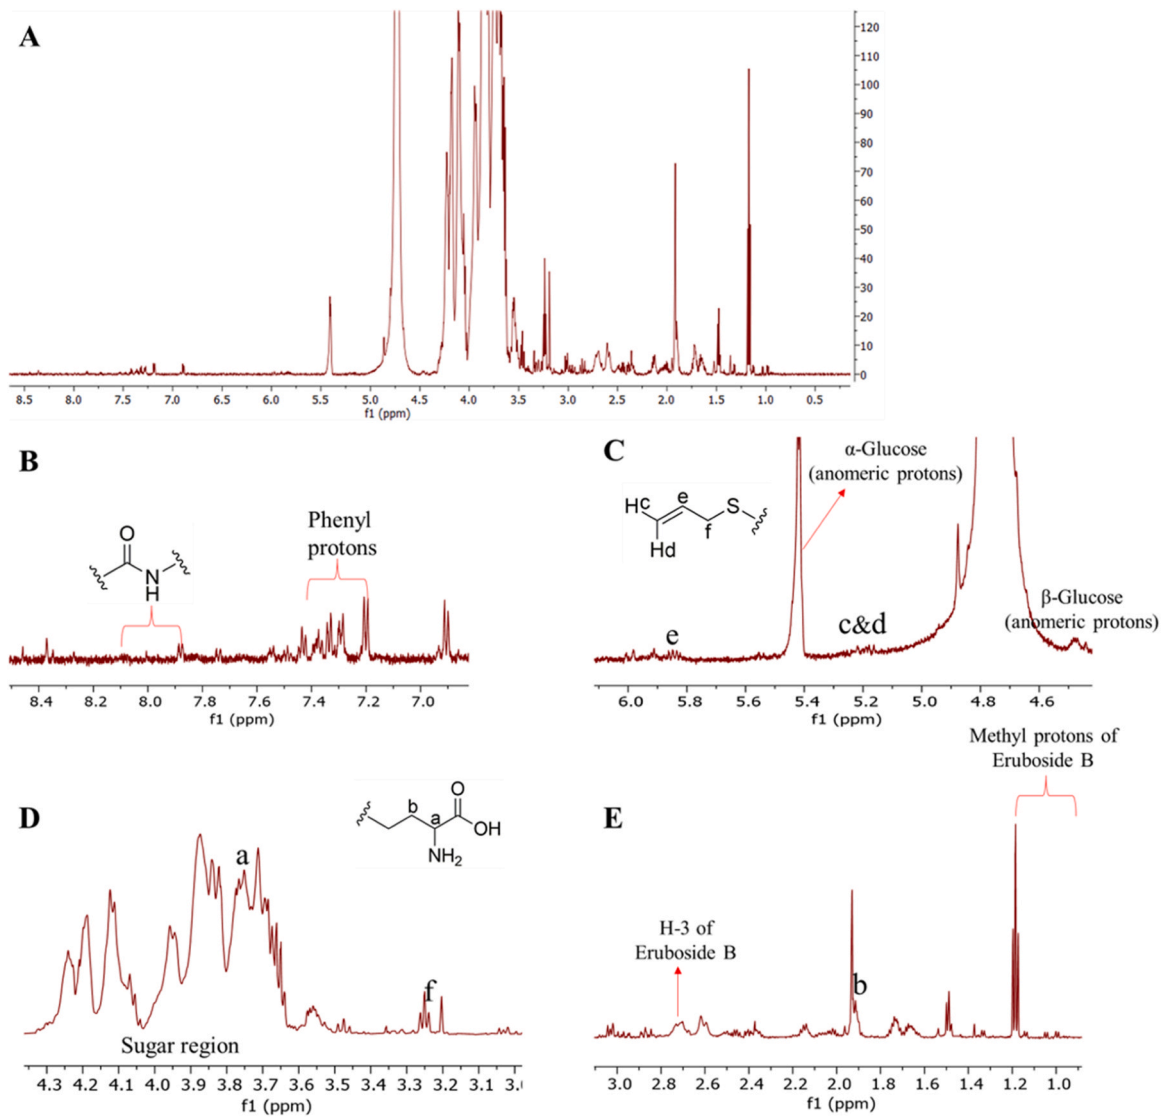 A
120
110
100
90
80
70
60
50
40
30
20
10
0
8.5 8.0 7.5 7.0 6.5 6.0 5.5 5.0 4.5 4.0 3.5 3.0 2.5 2.0 1.5 1.0 0.5
f1 (ppm)
B
O
N
H
Phenyl
protons
8.4 8.2 8.0 7.8 7.6 7.4 7.2 7.0
f1 (ppm)
C
Hc
e
S
f
Hd
α-Glucose
(anomeric protons)
e
c&d
β-Glucose
(anomeric protons)
6.0 5.8 5.6 5.4 5.2 5.0 4.8 4.6
f1 (ppm)
D
b
a
O
OH
NH2
a
f
Sugar region
4.3 4.2 4.1 4.0 3.9 3.8 3.7 3.6 3.5 3.4 3.3 3.2 3.1 3.0
f1 (ppm)
E
Methyl protons of
Eruboside B
H-3 of
Eruboside B
b
3.0 2.8 2.6 2.4 2.2 2.0 1.8 1.6 1.4 1.2 1.0
f1 (ppm)